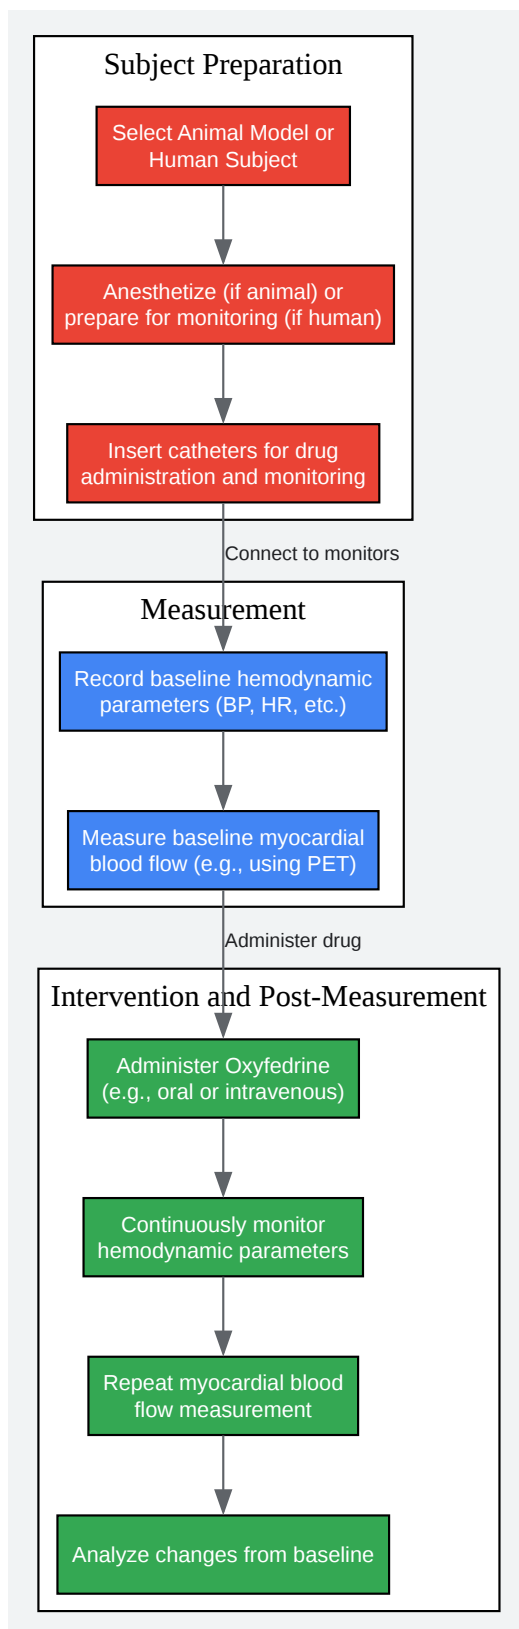 Subject Preparation
Select Animal Model or
Human Subject
Anesthetize (if animal) or
prepare for monitoring (if human)
Insert catheters for drug
administration and monitoring
Connect to monitors
Measurement
Record baseline hemodynamic
parameters (BP, HR, etc.)
Measure baseline myocardial
blood flow (e.g., using PET)
Administer drug
Intervention and Post-Measurement
Administer Oxyfedrine
(e.g., oral or intravenous)
Continuously monitor
hemodynamic parameters
Repeat myocardial blood
flow measurement
Analyze changes from baseline